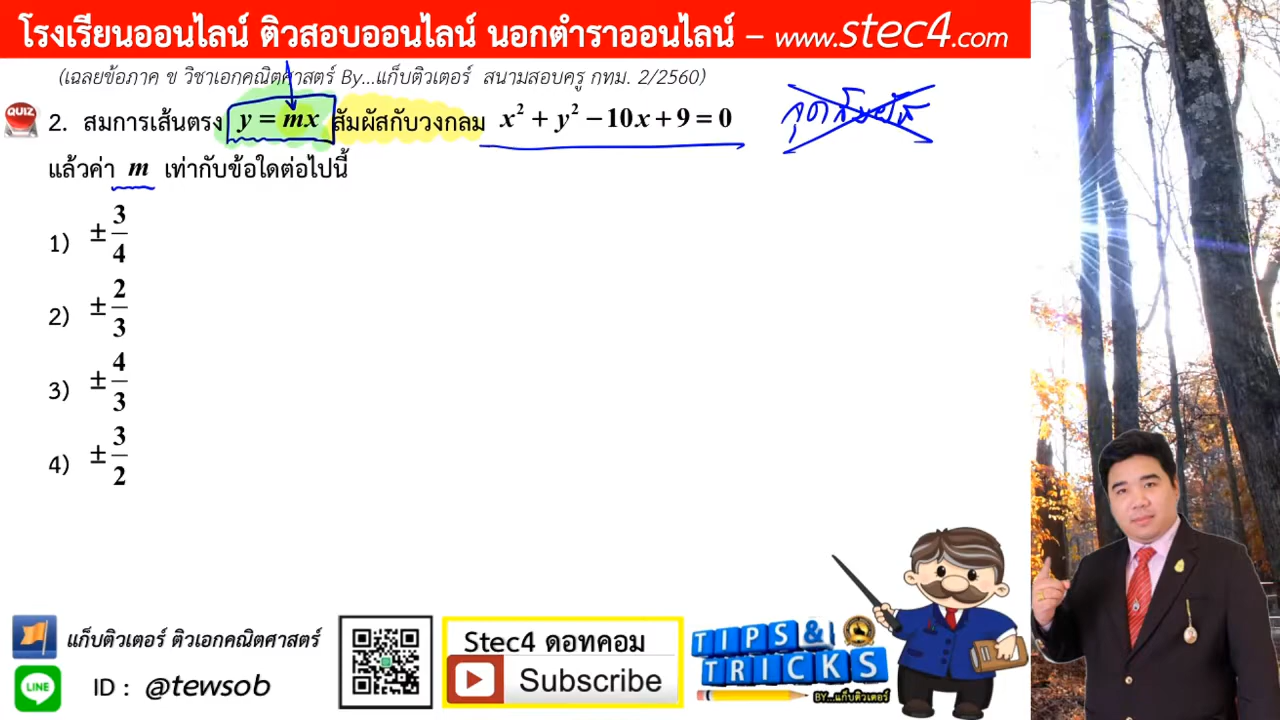 โรงเรียนออนไลน์ ติวสอบออนไลน์ นอกตำราออนไลน์ – www.stec4.com
(เฉลยข้อภาค ข วิชาเอกคณิตศาสตร์ By...แก็บติวเตอร์ สนามสอบครู กทม. 2/2560)
QUIZ
2. สมการเส้นตรง y = mx สัมผัสกับวงกลม x² + y² − 10x + 9 = 0
แล้วค่า m เท่ากับข้อใดต่อไปนี้
1) ± 3/4
2) ± 2/3
3) ± 4/3
4) ± 3/2
แก็บติวเตอร์ ติวเอกคณิตศาสตร์
LINE
ID : @tewsob
Stec4 ดอทคอม
Subscribe
TIPS &
TRICKS
BY...แก็บติวเตอร์